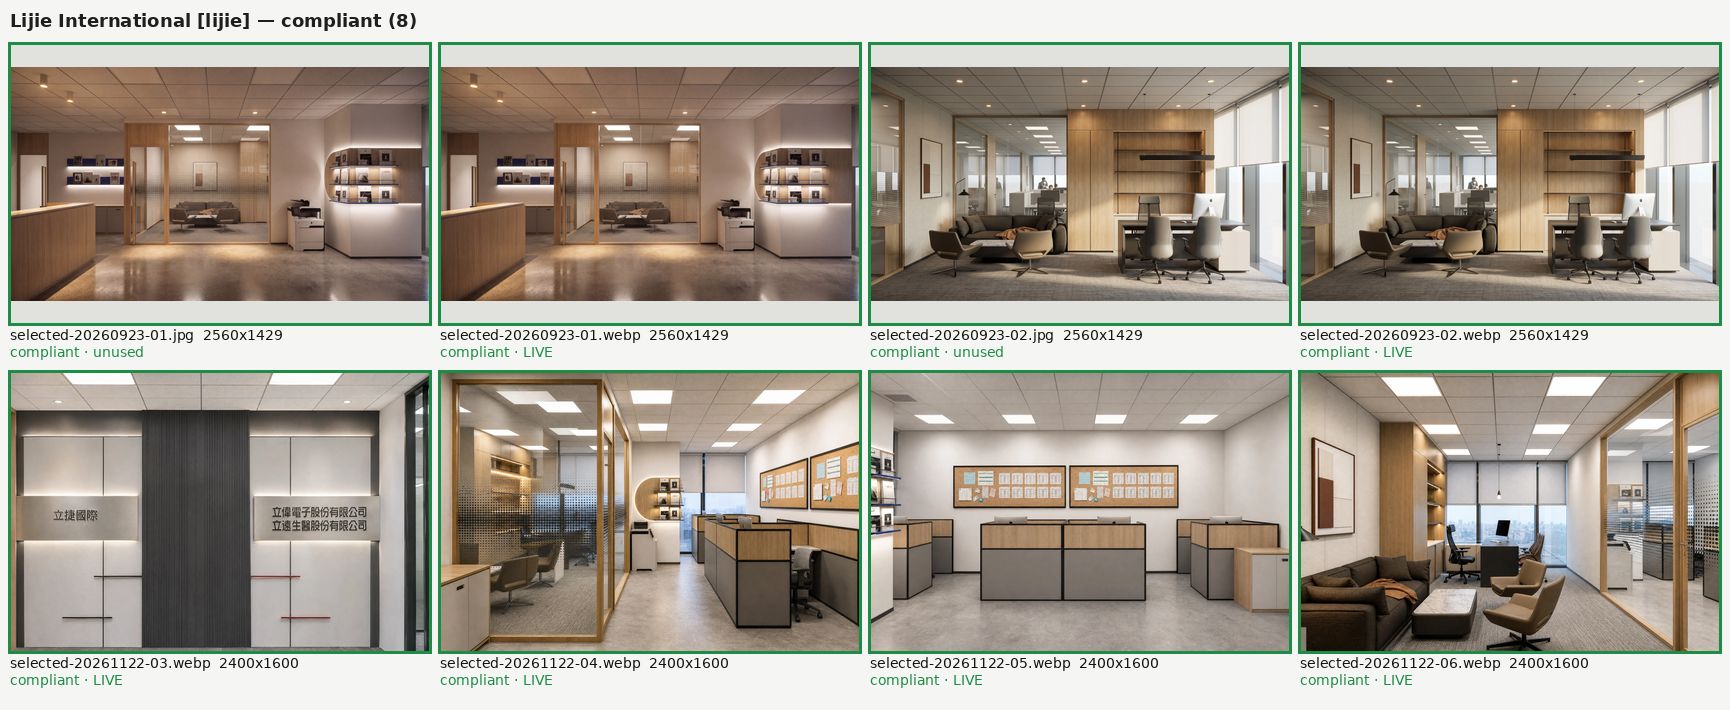 Lijie International [lijie] — compliant (8)
selected-20260923-01.jpg  2560x1429
compliant · unused
selected-20260923-01.webp  2560x1429
compliant · LIVE
selected-20260923-02.jpg  2560x1429
compliant · unused
selected-20260923-02.webp  2560x1429
compliant · LIVE
立捷國際
立偉電子股份有限公司
立遠生醫股份有限公司
selected-20261122-03.webp  2400x1600
compliant · LIVE
selected-20261122-04.webp  2400x1600
compliant · LIVE
selected-20261122-05.webp  2400x1600
compliant · LIVE
selected-20261122-06.webp  2400x1600
compliant · LIVE